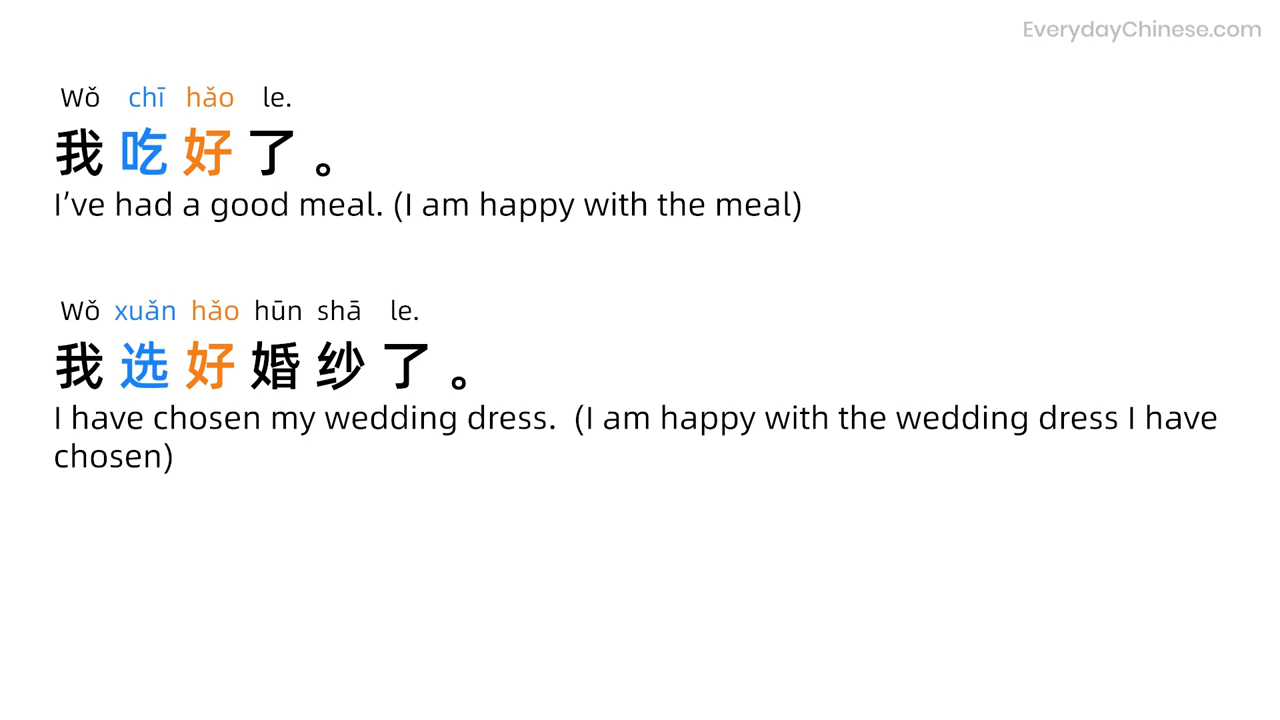 EverydayChinese.com
Wǒ chī hǎo le.
我吃好了。
I’ve had a good meal. (I am happy with the meal)
Wǒ xuǎn hǎo hūn shā le.
我选好婚纱了。
I have chosen my wedding dress. (I am happy with the wedding dress I have
chosen)